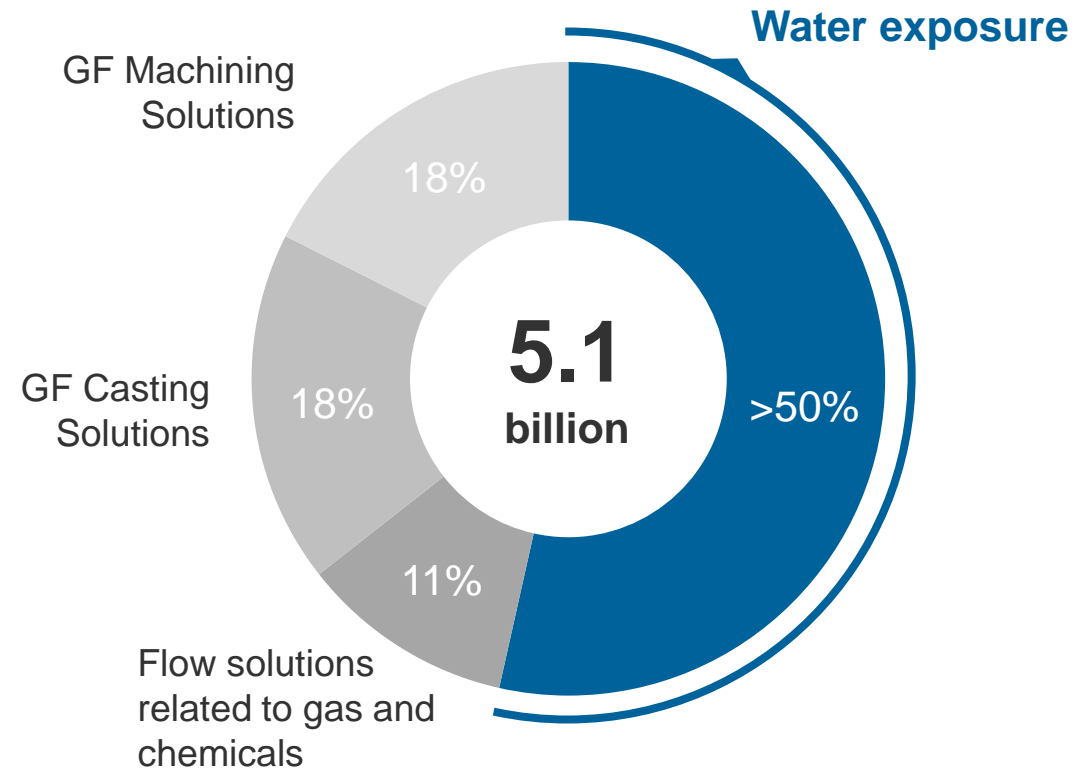 Water exposure
GF Machining
Solutions
18%
GF Casting
Solutions
18%
5.1
billion
>50%
11%
Flow solutions
related to gas and
chemicals